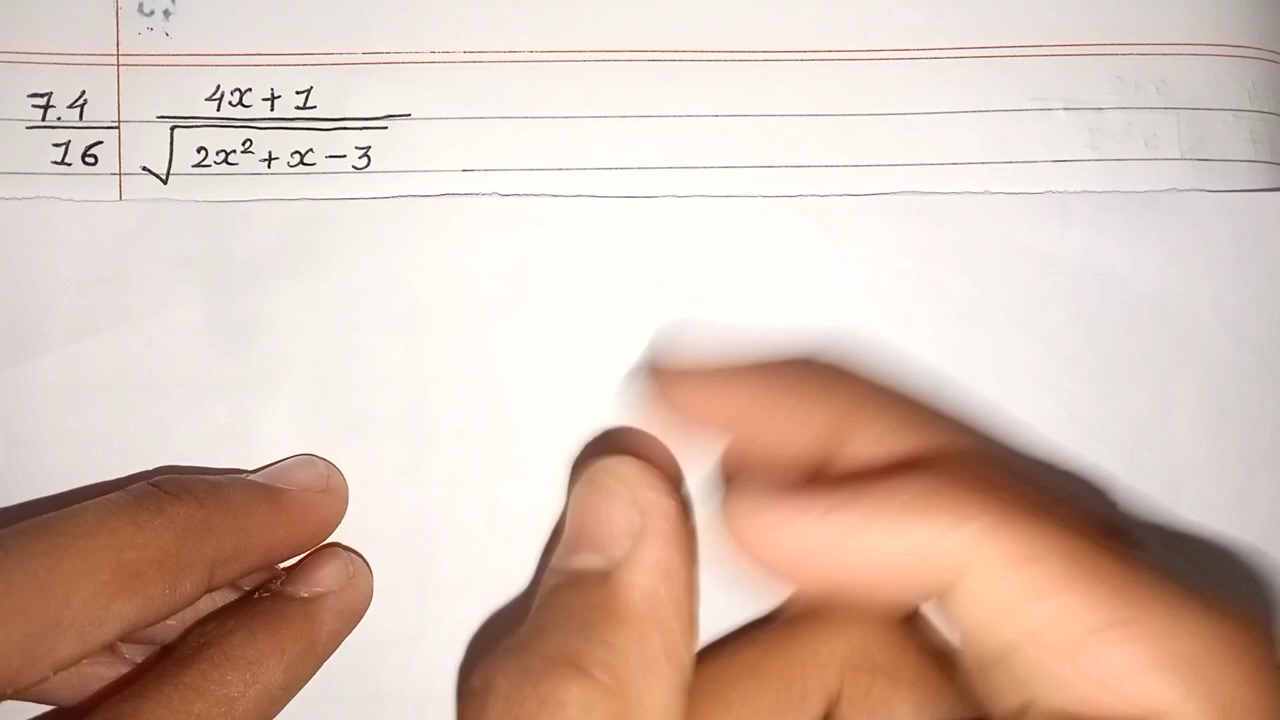 7.4
16
4x + 1
√2x² + x - 3